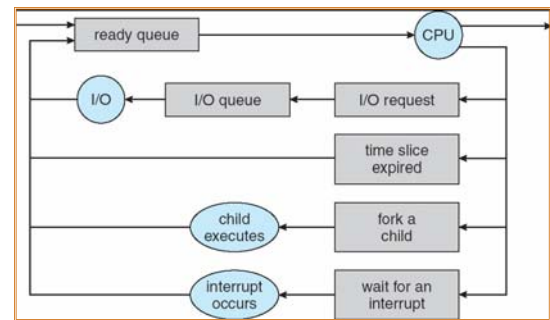 ready queue
CPU
I/O
I/O queue
I/O request
time slice
expired
child
executes
fork a
child
interrupt
occurs
wait for an
interrupt